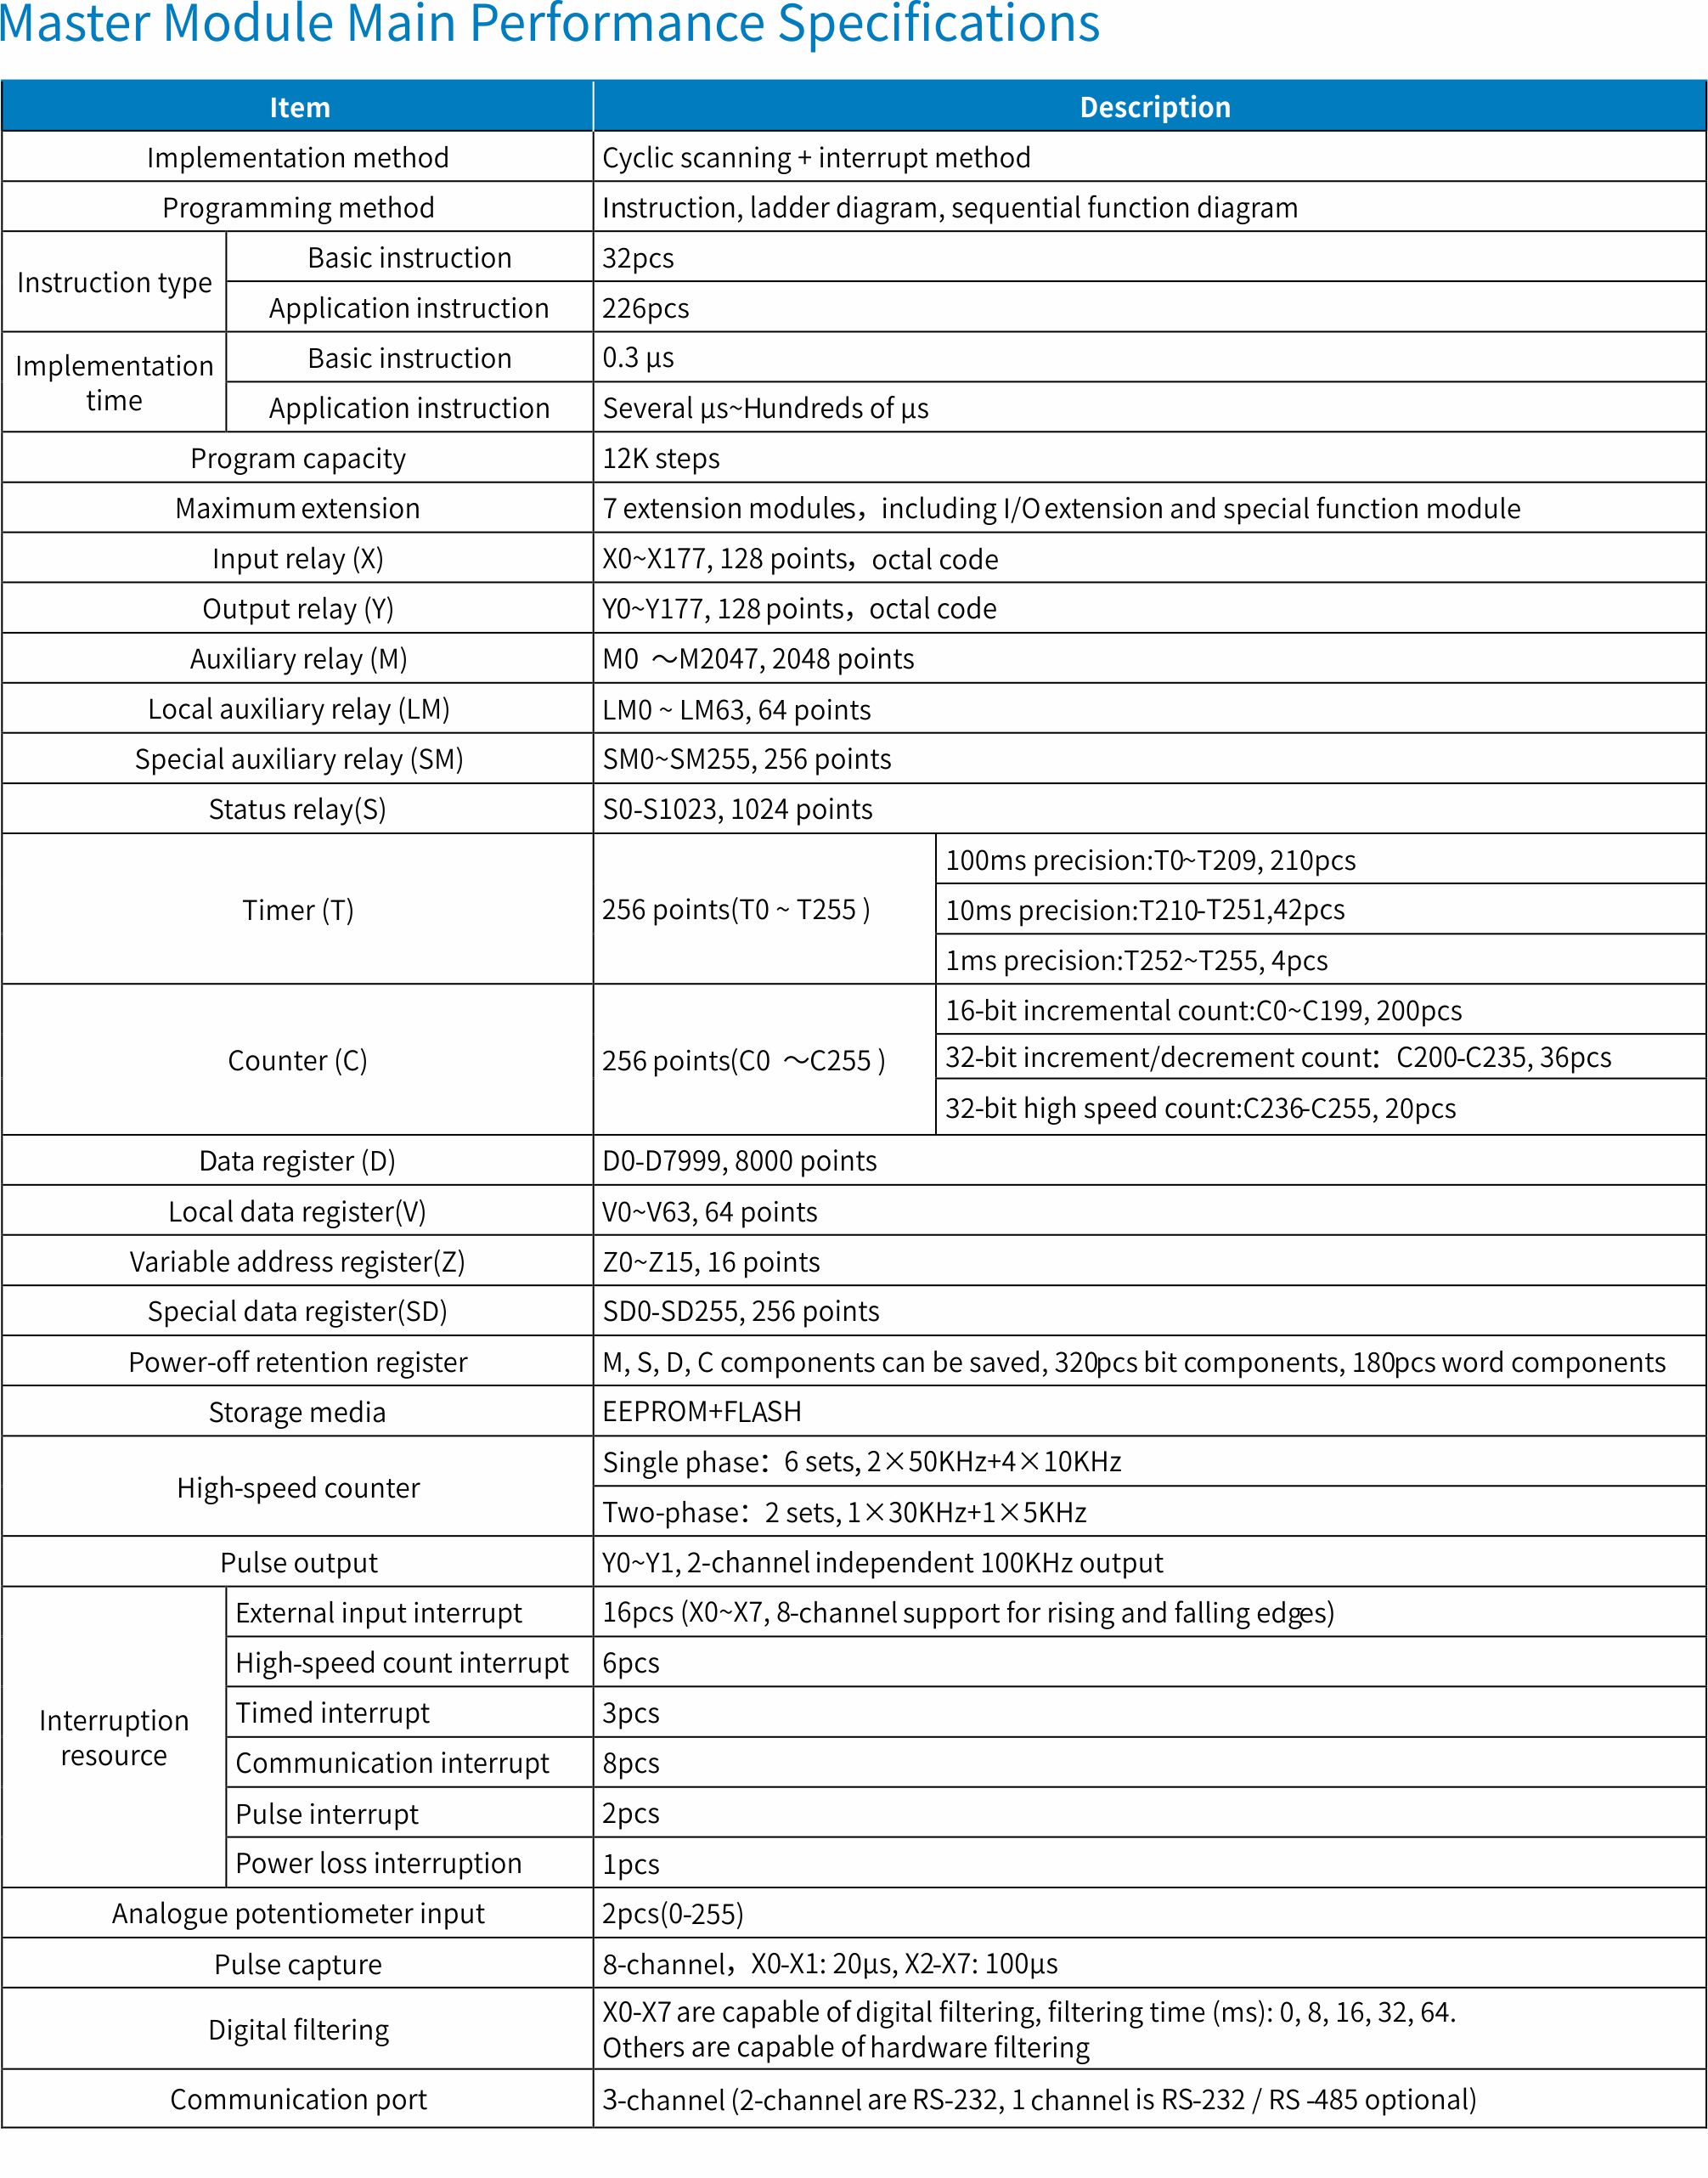 Master Module Main Performance Specifications
Item Description
Implementation method Cyclic scanning + interrupt method
Programming method Instruction, ladder diagram, sequential function diagram
Instruction type
Basic instruction 32pcs
Application instruction 226pcs
Implementation
time
Basic instruction 0.3 μs
Application instruction Several μs~Hundreds of μs
Program capacity 12K steps
Maximum extension 7 extension modules，including I/O extension and special function module
Input relay (X) X0~X177, 128 points，octal code
Output relay (Y) Y0~Y177, 128 points，octal code
Auxiliary relay (M) M0 ～M2047, 2048 points
Local auxiliary relay (LM) LM0 ~ LM63, 64 points
Special auxiliary relay (SM) SM0~SM255, 256 points
Status relay(S) S0-S1023, 1024 points
Timer (T) 256 points(T0 ~ T255 )
100ms precision:T0~T209, 210pcs
10ms precision:T210-T251,42pcs
1ms precision:T252~T255, 4pcs
Counter (C) 256 points(C0 ～C255 )
16-bit incremental count:C0~C199, 200pcs
32-bit increment/decrement count：C200-C235, 36pcs
32-bit high speed count:C236-C255, 20pcs
Data register (D) D0-D7999, 8000 points
Local data register(V) V0~V63, 64 points
Variable address register(Z) Z0~Z15, 16 points
Special data register(SD) SD0-SD255, 256 points
Power-off retention register M, S, D, C components can be saved, 320pcs bit components, 180pcs word components
Storage media EEPROM+FLASH
High-speed counter
Single phase：6 sets, 2×50KHz+4×10KHz
Two-phase：2 sets, 1×30KHz+1×5KHz
Pulse output Y0~Y1, 2-channel independent 100KHz output
Interruption
resource
External input interrupt 16pcs (X0~X7, 8-channel support for rising and falling edges)
High-speed count interrupt 6pcs
Timed interrupt 3pcs
Communication interrupt 8pcs
Pulse interrupt 2pcs
Power loss interruption 1pcs
Analogue potentiometer input 2pcs(0-255)
Pulse capture 8-channel，X0-X1: 20μs, X2-X7: 100μs
Digital filtering
X0-X7 are capable of digital filtering, filtering time (ms): 0, 8, 16, 32, 64.
Others are capable of hardware filtering
Communication port 3-channel (2-channel are RS-232, 1 channel is RS-232 / RS -485 optional)